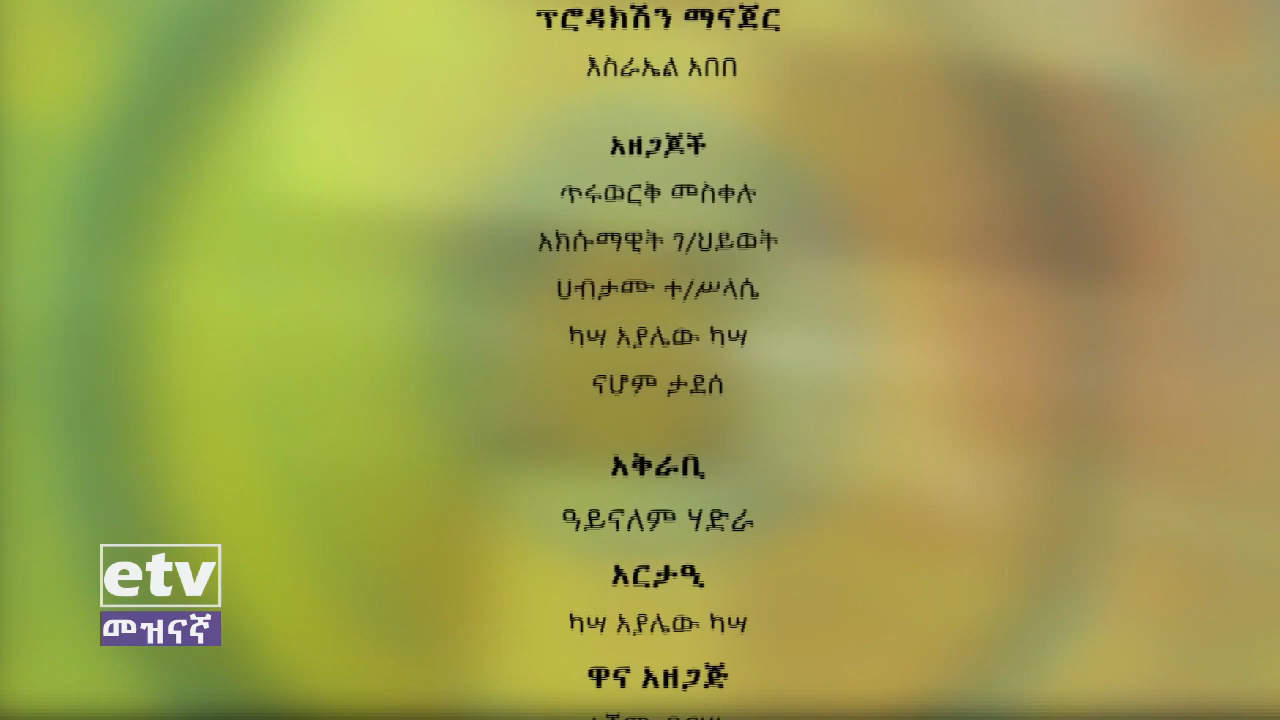 ፕሮዳክሽን ማናጀር
እስራኤል አበበ
አዘጋጆች
ጥሩወርቅ መስቀሉ
አክሱማዊት ገ/ህይወት
ሀብታሙ ተ/ሥላሴ
ካሣ አያሌው ካሣ
ናሆም ታደሰ
አቅራቢ
ዓይናለም ሃድራ
አርታዒ
ካሣ አያሌው ካሣ
ዋና አዘጋጅ
etv
መዝናኛ